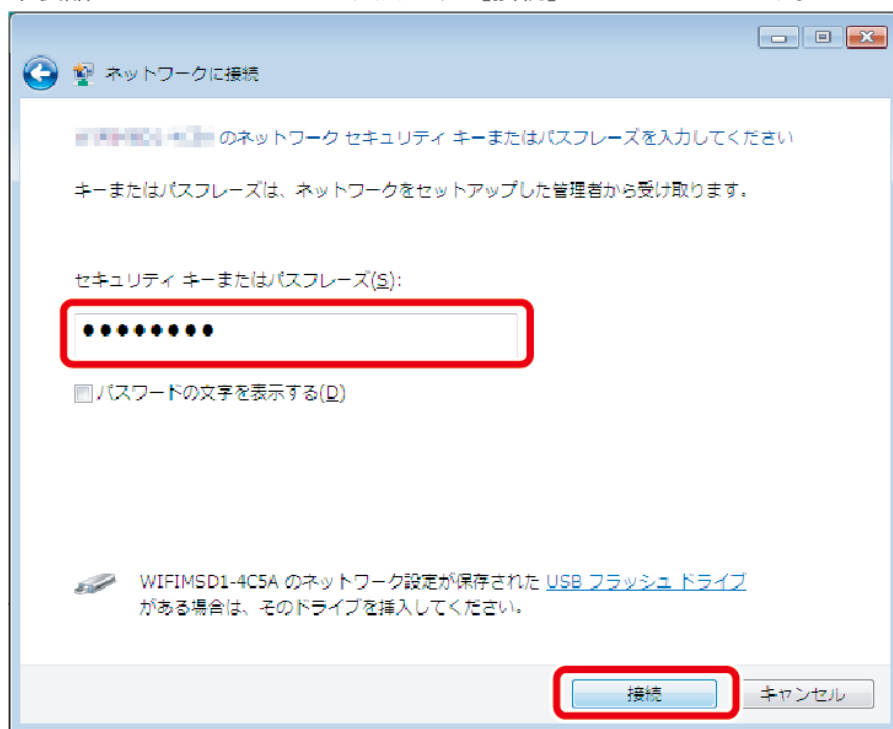 ネットワークに接続
のネットワーク セキュリティ キーまたはパスフレーズを入力してください
キーまたはパスフレーズは、ネットワークをセットアップした管理者から受け取ります。
セキュリティ キーまたはパスフレーズ(S):
●●●●●●●●
パスワードの文字を表示する(D)
WIFIMSD1-4C5A のネットワーク設定が保存された USB フラッシュ ドライブ
がある場合は、そのドライブを挿入してください。
接続
キャンセル